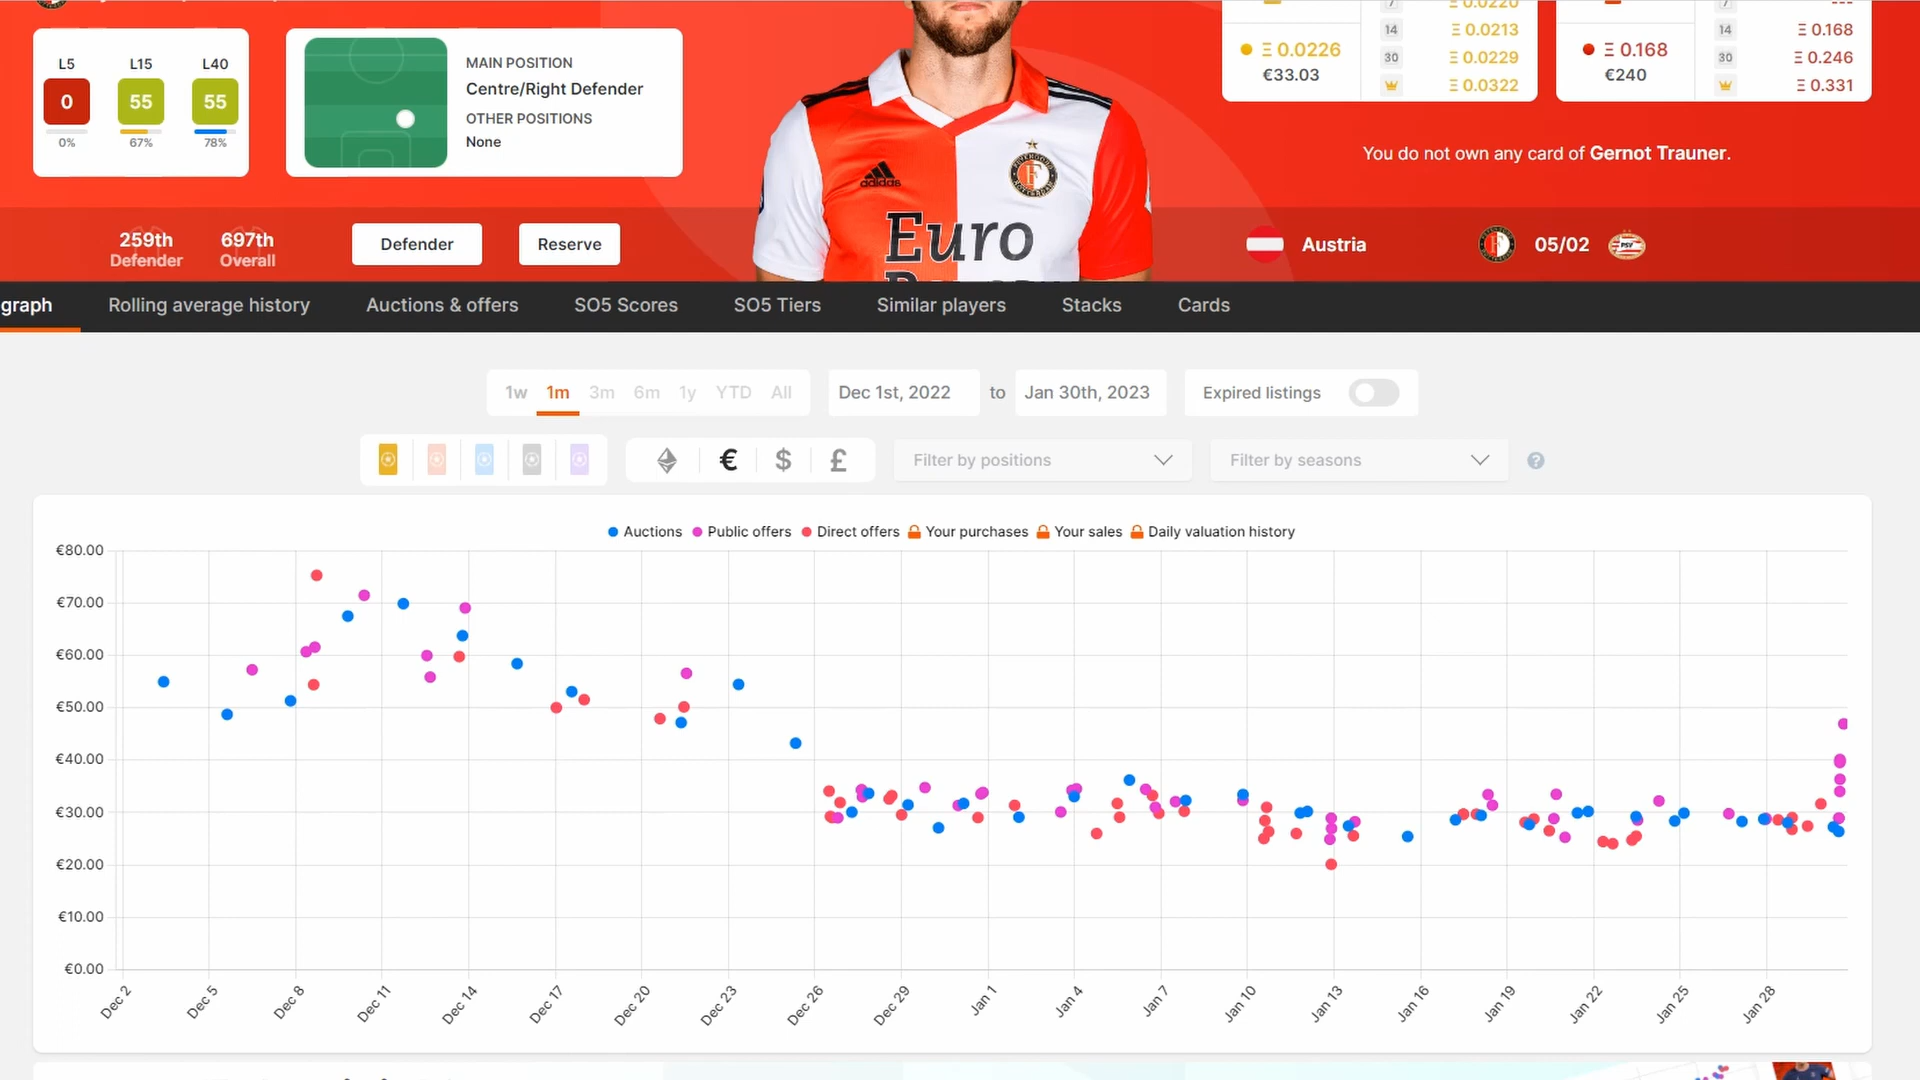 L5
L15
L40
0
55
55
0%
67%
78%
MAIN POSITION
Centre/Right Defender
OTHER POSITIONS
None
7
Ξ 0.0220
14
Ξ 0.0213
30
Ξ 0.0229
Ξ 0.0322
Ξ 0.0226
€33.03
7
---
14
Ξ 0.168
30
Ξ 0.246
Ξ 0.331
Ξ 0.168
€240
You do not own any card of Gernot Trauner.
adidas
Euro
259th
Defender
697th
Overall
Defender
Reserve
Austria
05/02
PSV
graph
Rolling average history
Auctions & offers
SO5 Scores
SO5 Tiers
Similar players
Stacks
Cards
1w
1m
3m
6m
1y
YTD
All
Dec 1st, 2022
to
Jan 30th, 2023
Expired listings
€
$
£
Filter by positions
Filter by seasons
?
Auctions
Public offers
Direct offers
Your purchases
Your sales
Daily valuation history
€80.00
€70.00
€60.00
€50.00
€40.00
€30.00
€20.00
€10.00
€0.00
Dec 2
Dec 5
Dec 8
Dec 11
Dec 14
Dec 17
Dec 20
Dec 23
Dec 26
Dec 29
Jan 1
Jan 4
Jan 7
Jan 10
Jan 13
Jan 16
Jan 19
Jan 22
Jan 25
Jan 28